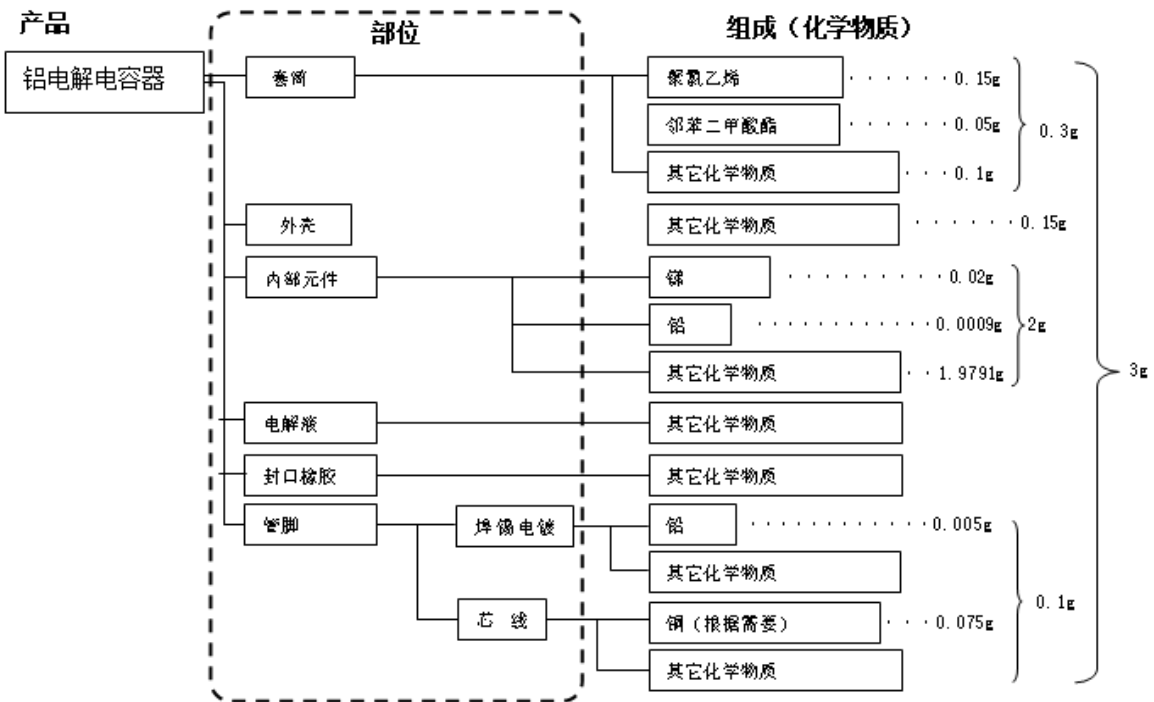 产品
部位
组成（化学物质）
铝电解电容器
套筒
聚氯乙烯 · · · · · · · 0.15g
邻苯二甲酸酯 · · · · · · · 0.05g
0.3g
其它化学物质 · · · 0.1g
外壳
其它化学物质 · · · · · · 0.15g
内部元件
锑 · · · · · · · · · · 0.02g
铅 · · · · · · · · · · · 0.0009g
2g
其它化学物质 · · 1.9791g
3g
电解液
其它化学物质
封口橡胶
其它化学物质
管脚
焊锡电镀
铅 · · · · · · · · · · · · 0.005g
其它化学物质
0.1g
芯 线
铜（根据需要） · · · 0.075g
其它化学物质